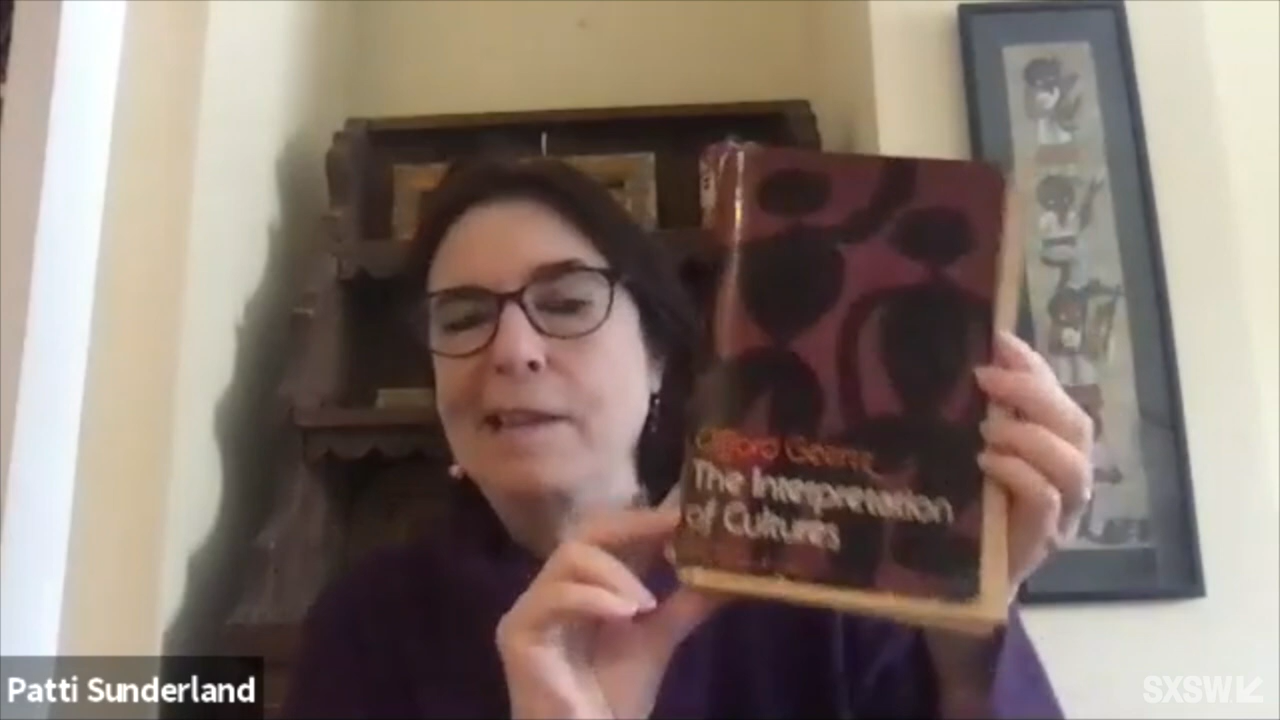 Clifford Geertz
The Interpretation
of Cultures
Patti Sunderland
SXSW